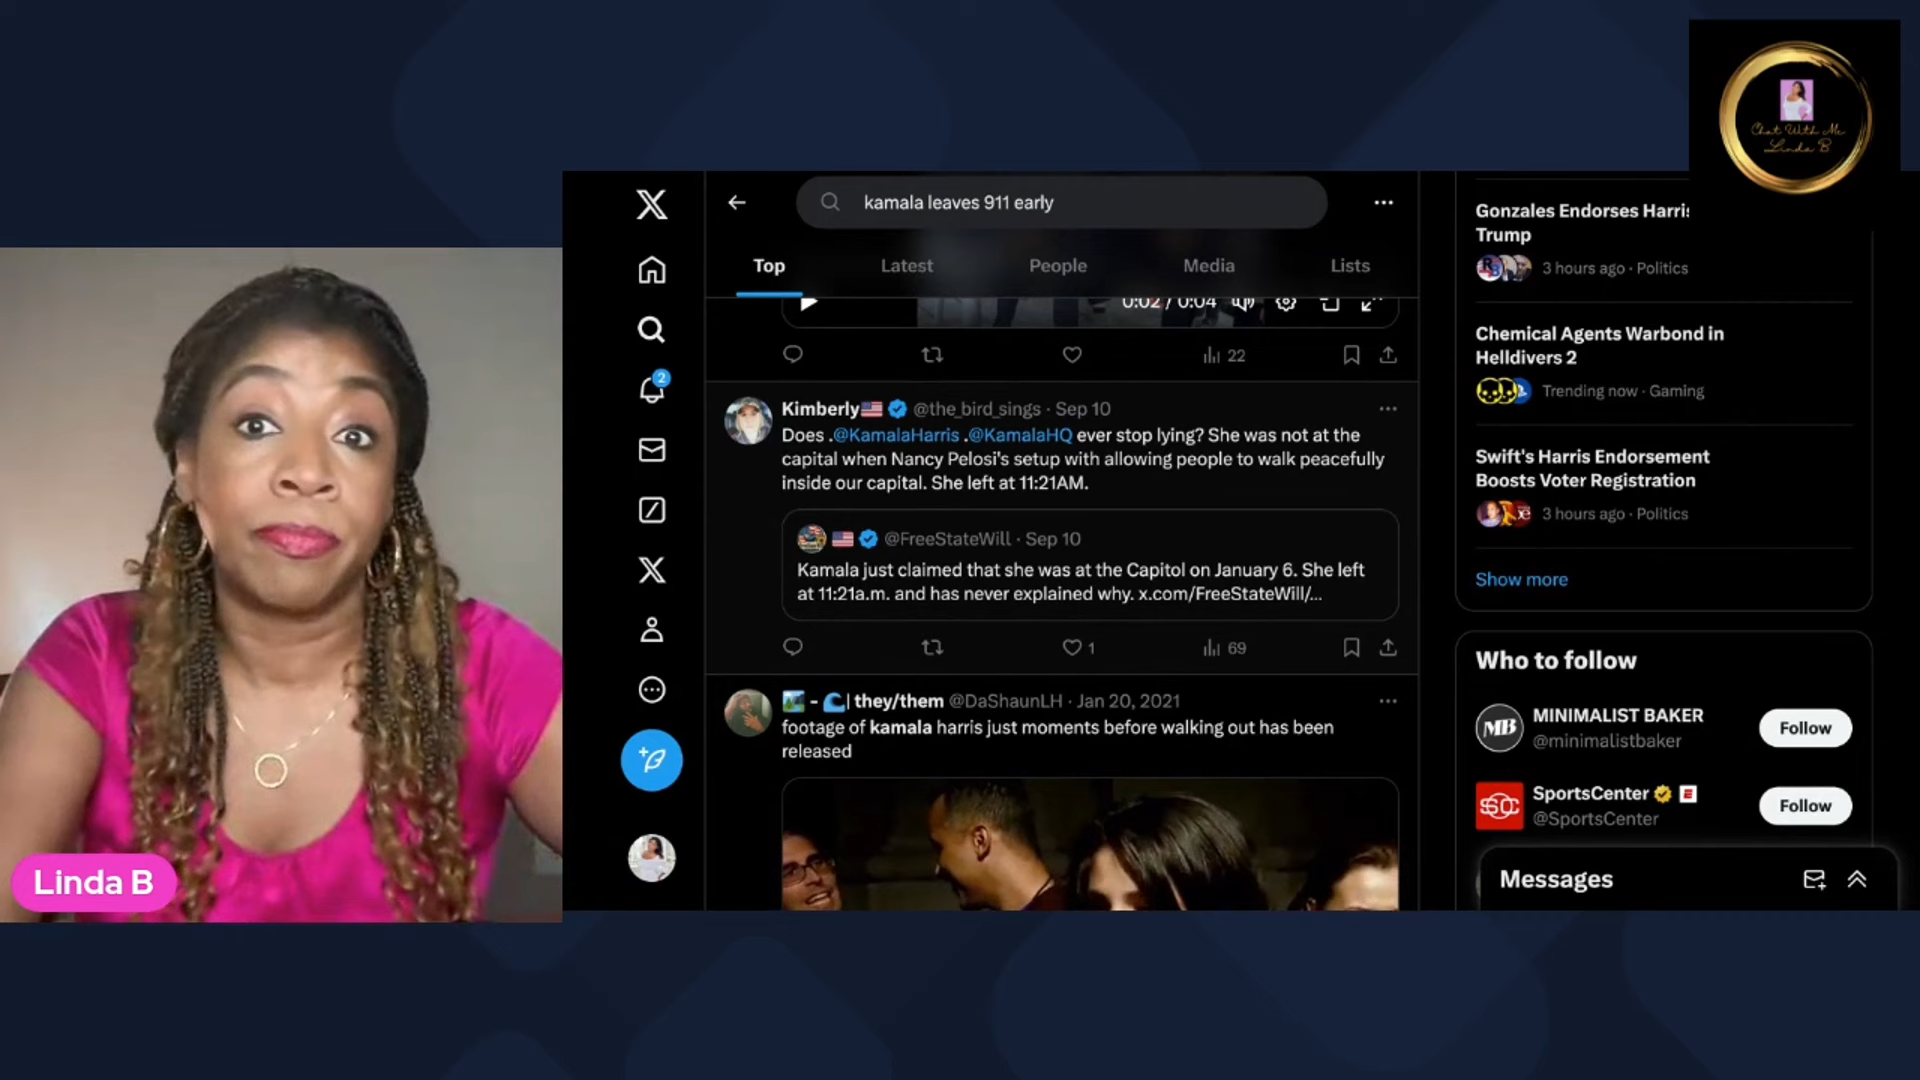 Chat With Me
Linda B
kamala leaves 911 early
Top
Latest
People
Media
Lists
0:02 / 0:04
22
Kimberly @the_bird_sings · Sep 10
Does .@KamalaHarris .@KamalaHQ ever stop lying? She was not at the
capital when Nancy Pelosi's setup with allowing people to walk peacefully
inside our capital. She left at 11:21AM.
@FreeStateWill · Sep 10
Kamala just claimed that she was at the Capitol on January 6. She left
at 11:21a.m. and has never explained why. x.com/FreeStateWill/...
1
69
- | they/them @DaShaunLH · Jan 20, 2021
footage of kamala harris just moments before walking out has been
released
2
Gonzales Endorses Harris
Trump
3 hours ago · Politics
Chemical Agents Warbond in
Helldivers 2
Trending now · Gaming
Swift's Harris Endorsement
Boosts Voter Registration
3 hours ago · Politics
Show more
Who to follow
MB
MINIMALIST BAKER
@minimalistbaker
Follow
SC
SportsCenter
@SportsCenter
Follow
Messages
Linda B